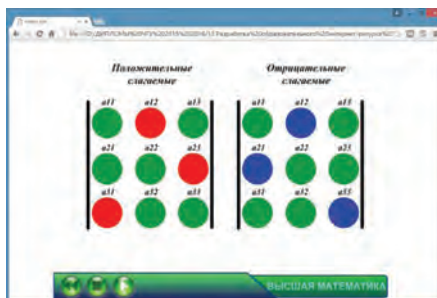 Положительные
слагаемые
Отрицательные
слагаемые
a11 a12 a13
a21 a22 a23
a31 a32 a33
a11 a12 a13
a21 a22 a23
a31 a32 a33
ВЫСШАЯ МАТЕМАТИКА